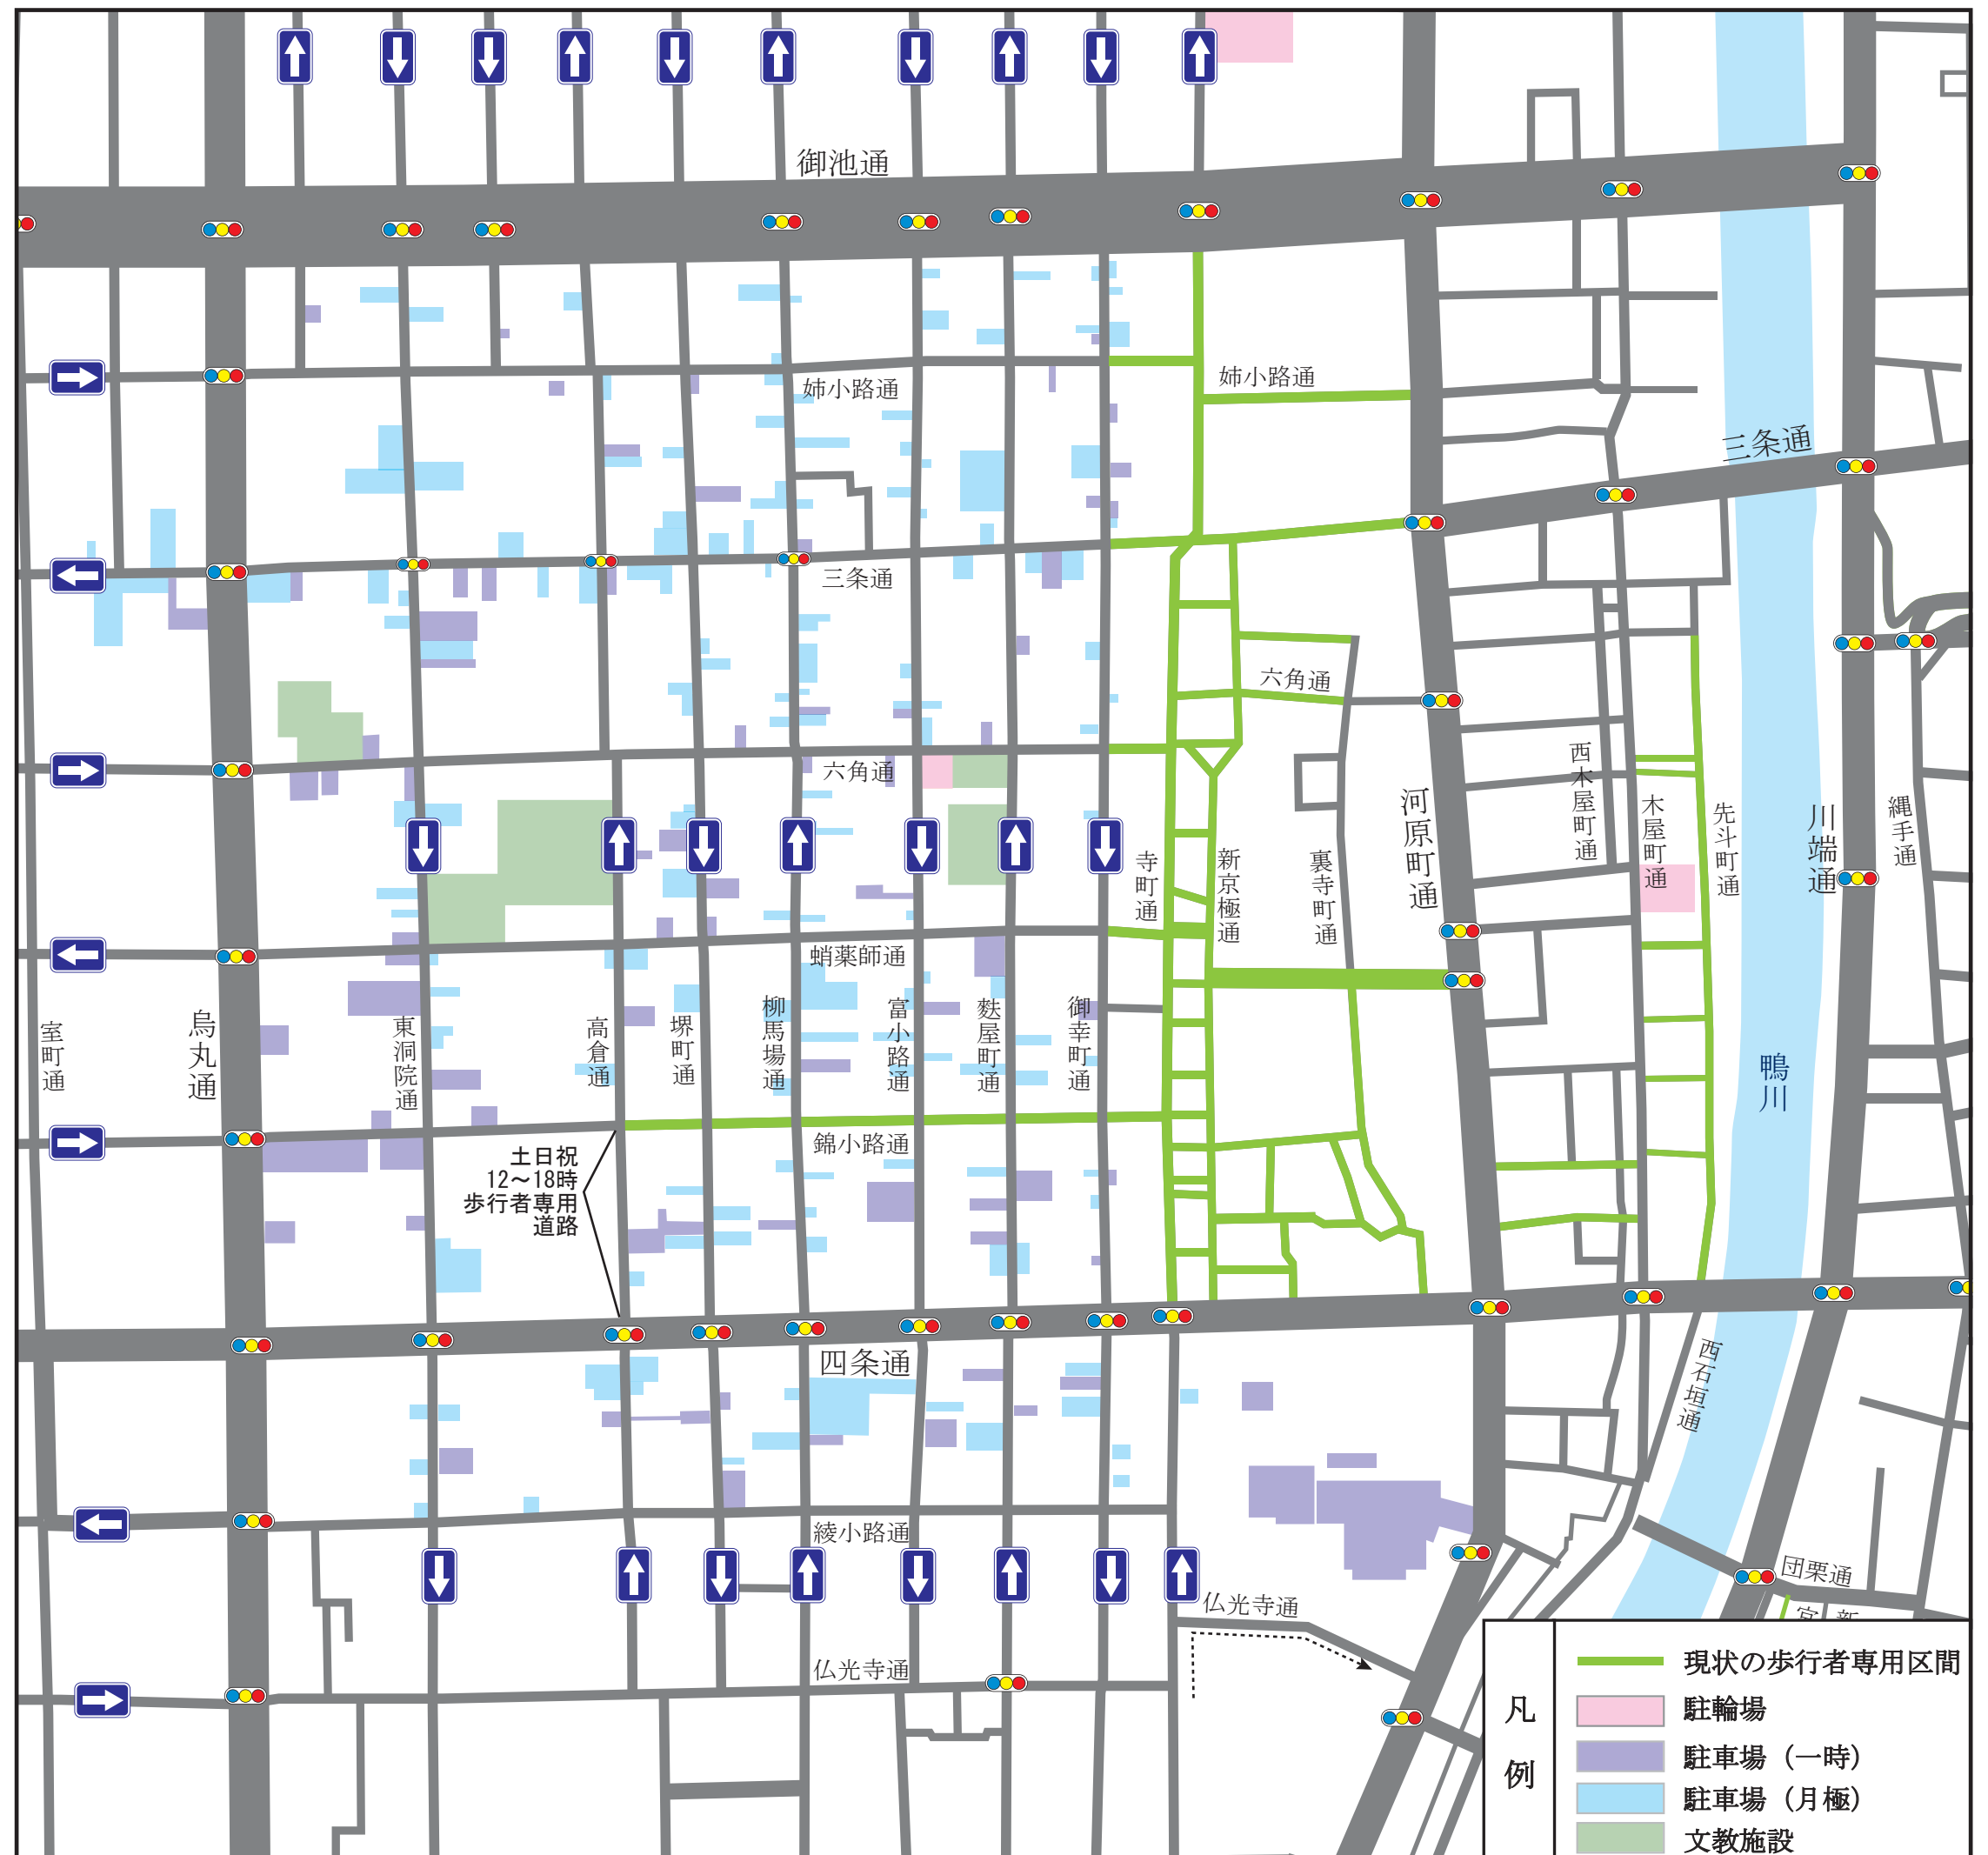 御池通
姉小路通
姉小路通
三条通
三条通
六角通
六角通
蛸薬師通
錦小路通
四条通
綾小路通
仏光寺通
仏光寺通
団栗通
室町通
烏丸通
東洞院通
高倉通
堺町通
柳馬場通
富小路通
麩屋町通
御幸町通
寺町通
新京極通
裏寺町通
河原町通
西木屋町通
木屋町通
先斗町通
川端通
縄手通
鴨川
西石垣通
土日祝
12～18時
歩行者専用
道路
凡例
現状の歩行者専用区間
駐輪場
駐車場（一時）
駐車場（月極）
文教施設